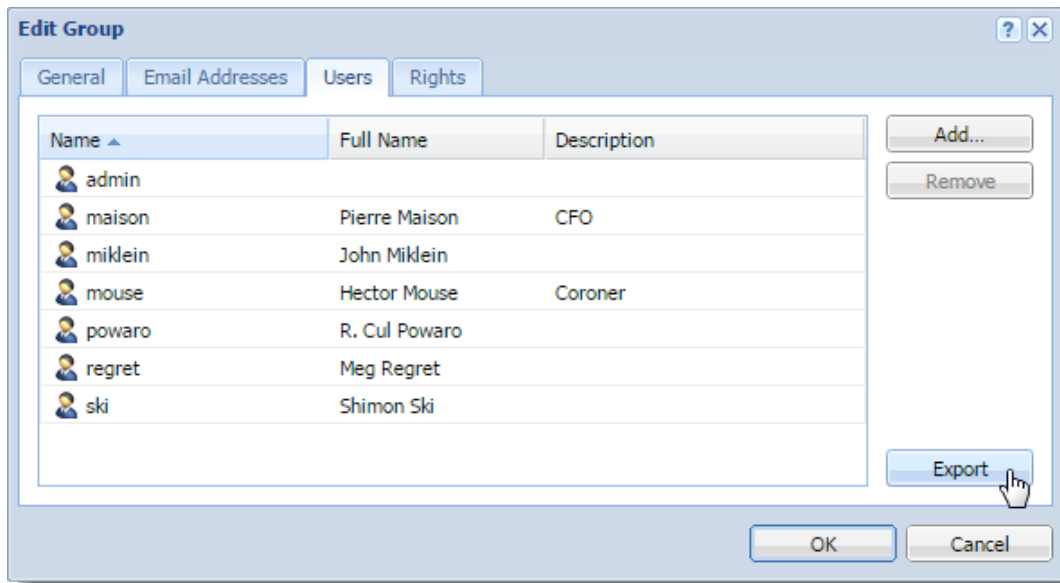 Edit Group
?
General Email Addresses Users Rights
Name Full Name Description
Add...
admin
Remove
maison Pierre Maison CFO
miklein John Miklein
mouse Hector Mouse Coroner
powaro R. Cul Powaro
regret Meg Regret
ski Shimon Ski
Export
OK Cancel